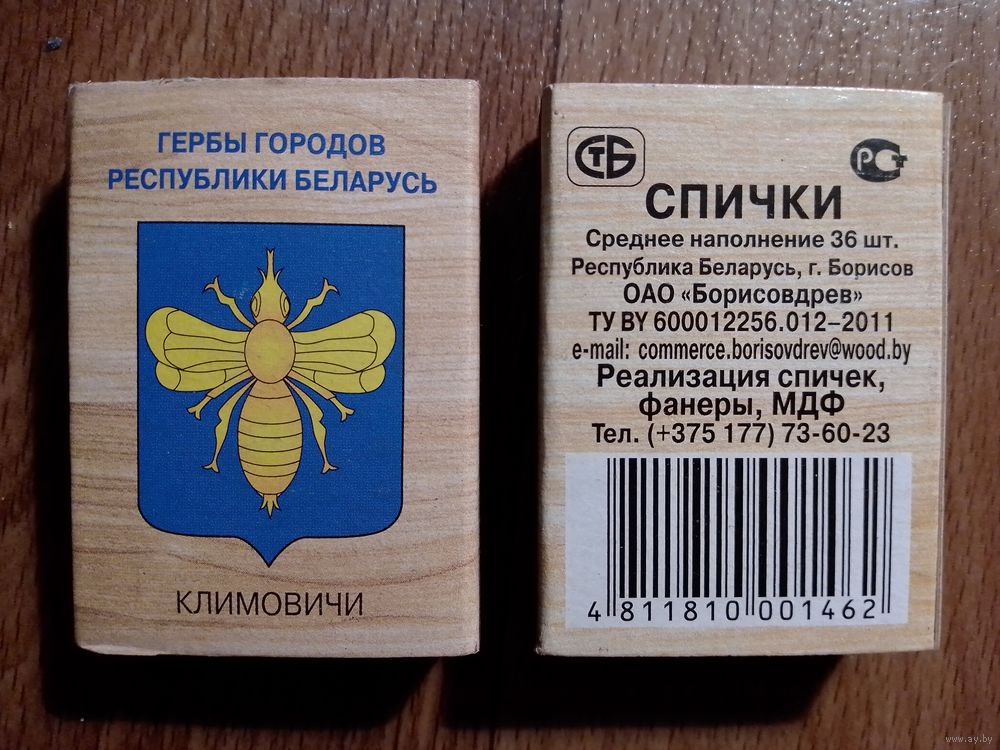 ГЕРБЫ ГОРОДОВ
РЕСПУБЛИКИ БЕЛАРУСЬ
КЛИМОВИЧИ
СТБ
РСТ
СПИЧКИ
Среднее наполнение 36 шт.
Республика Беларусь, г. Борисов
ОАО «Борисовдрев»
ТУ BY 600012256.012–2011
e-mail: commerce.borisovdrev@wood.by
Реализация спичек,
фанеры, МДФ
Тел. (+375 177) 73-60-23
4 811810 001462
www.ay.by